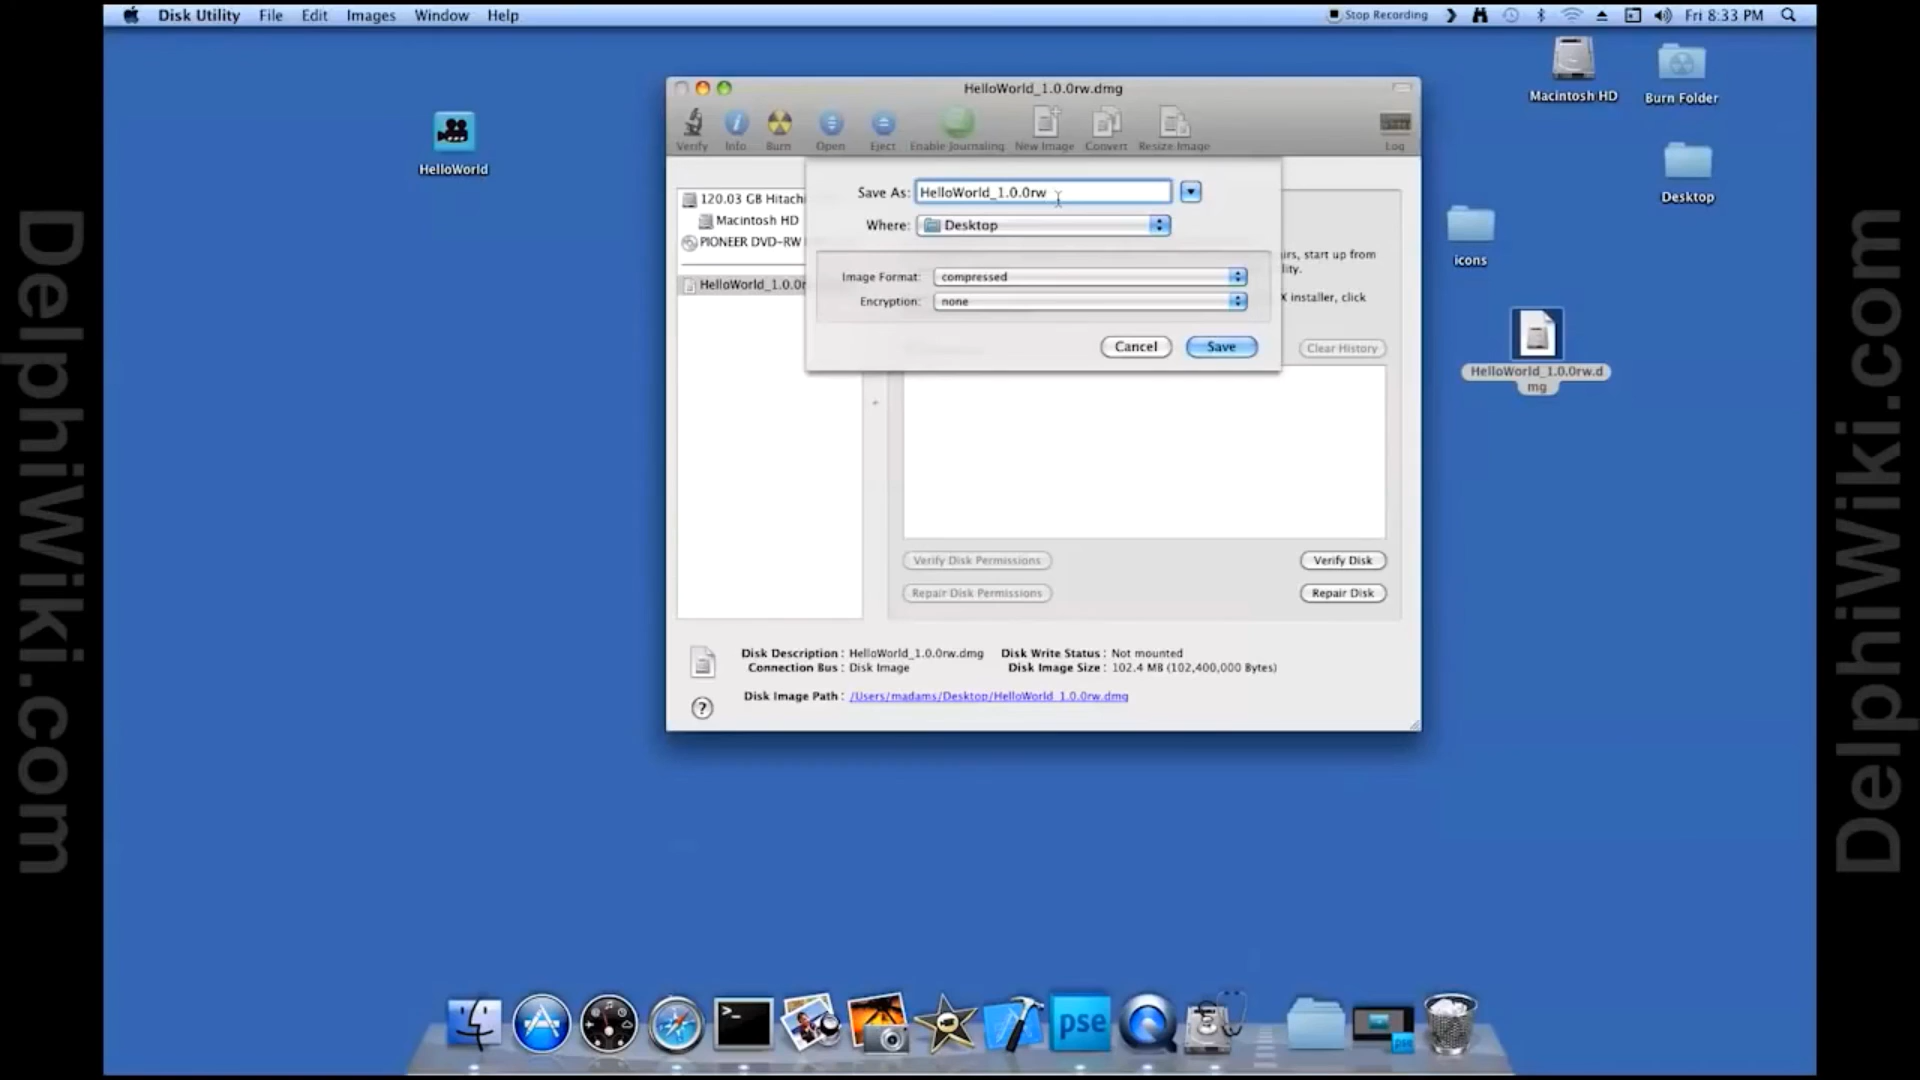 Disk Utility File Edit Images Window Help
Stop Recording Fri 8:33 PM
HelloWorld_1.0.0rw.dmg
Verify Info Burn Open Eject Enable Journaling New Image Convert Resize Image Log
Save As: HelloWorld_1.0.0rw
Where: Desktop
Image Format: compressed
Encryption: none
Cancel Save
120.03 GB Hitachi
Macintosh HD
PIONEER DVD-RW
HelloWorld_1.0.0r
irs, start up from
lity.
X installer, click
Clear History
Verify Disk Permissions Verify Disk
Repair Disk Permissions Repair Disk
Disk Description : HelloWorld_1.0.0rw.dmg Disk Write Status : Not mounted
Connection Bus : Disk Image Disk Image Size : 102.4 MB (102,400,000 Bytes)
Disk Image Path : /Users/madams/Desktop/HelloWorld_1.0.0rw.dmg
?
HelloWorld
Macintosh HD
Burn Folder
Desktop
icons
HelloWorld_1.0.0rw.d
mg
>_
pse
pse
DelphiWiki.com
DelphiWiki.com